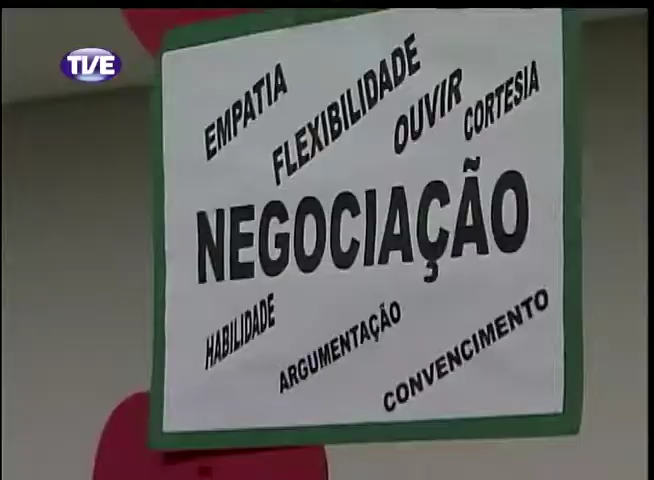 TVE
EMPATIA
FLEXIBILIDADE
OUVIR
CORTESIA
NEGOCIAÇÃO
HABILIDADE
ARGUMENTAÇÃO
CONVENCIMENTO